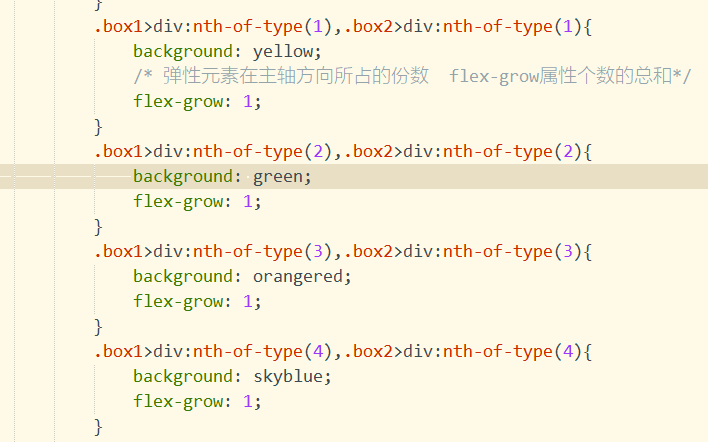 }
.box1>div:nth-of-type(1),.box2>div:nth-of-type(1){
background: yellow;
/* 弹性元素在主轴方向所占的份数  flex-grow属性个数的总和*/
flex-grow: 1;
}
.box1>div:nth-of-type(2),.box2>div:nth-of-type(2){
background: green;
flex-grow: 1;
}
.box1>div:nth-of-type(3),.box2>div:nth-of-type(3){
background: orangered;
flex-grow: 1;
}
.box1>div:nth-of-type(4),.box2>div:nth-of-type(4){
background: skyblue;
flex-grow: 1;
}